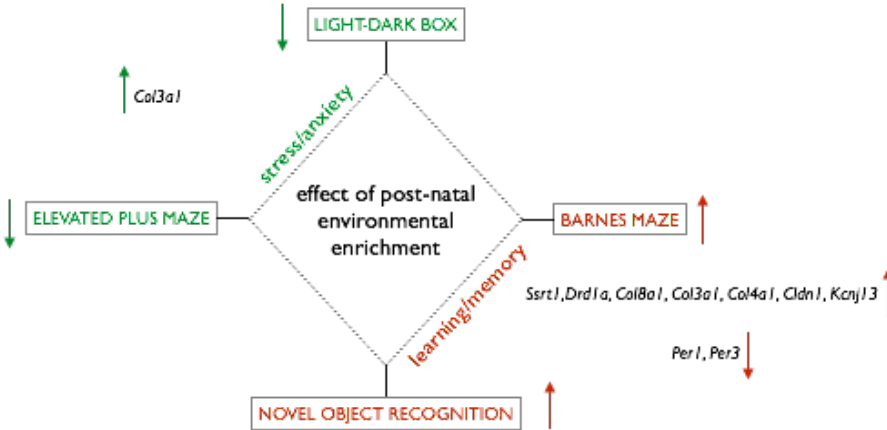 LIGHT-DARK BOX
Col3a1
stress/anxiety
effect of post-natal
environmental
enrichment
ELEVATED PLUS MAZE
BARNES MAZE
learning/memory
Ssrt1,Drd1a, Col8a1, Col3a1, Col4a1, Cldn1, Kcnj13
Per1, Per3
NOVEL OBJECT RECOGNITION